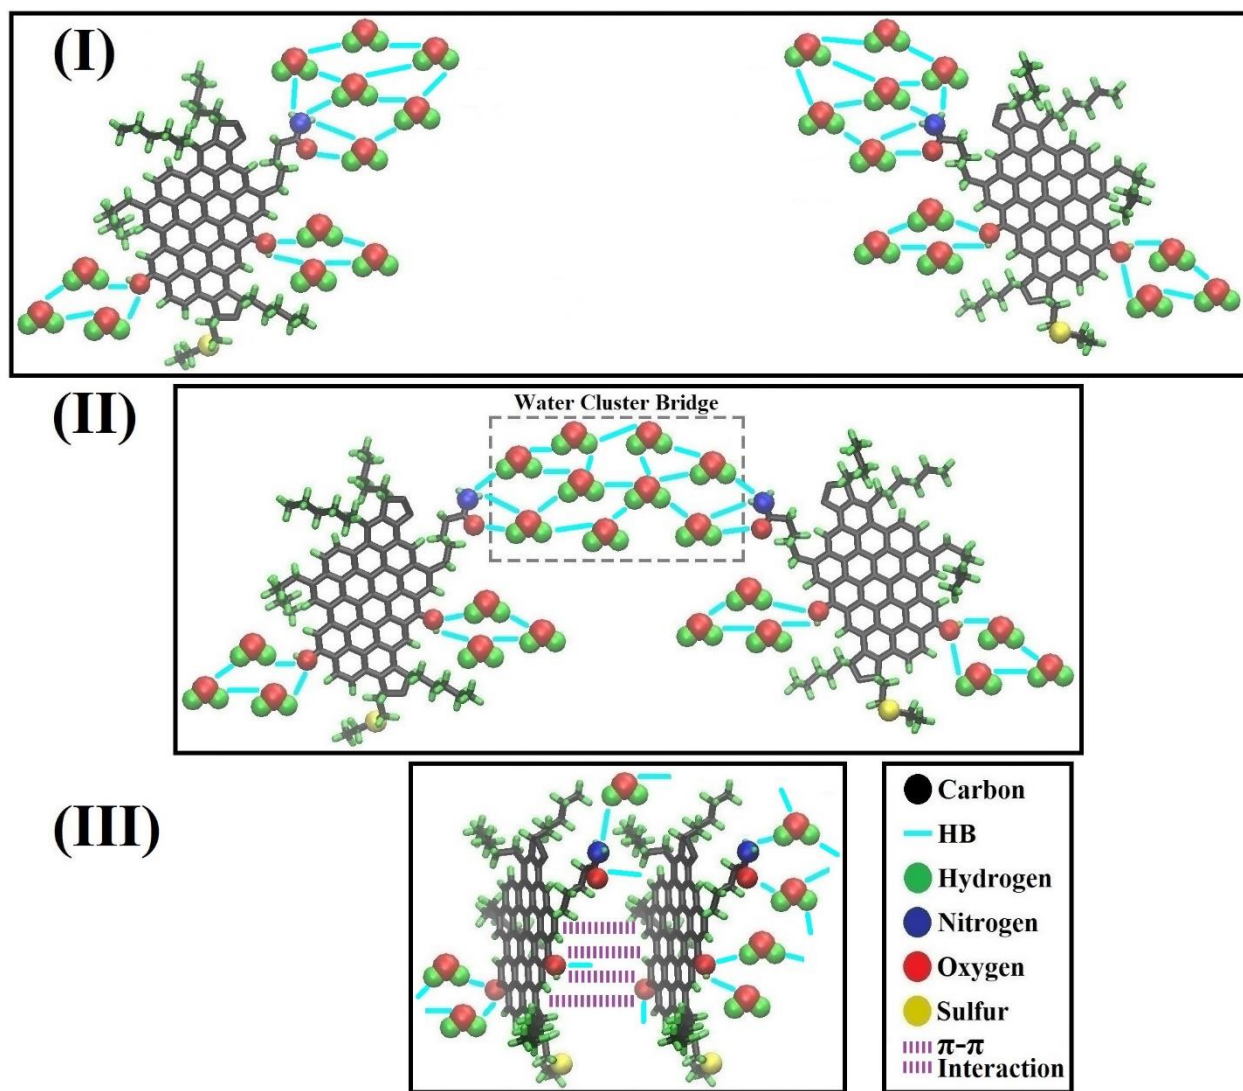 (I)
(II)
Water Cluster Bridge
(III)
Carbon
HB
Hydrogen
Nitrogen
Oxygen
Sulfur
π-π
Interaction